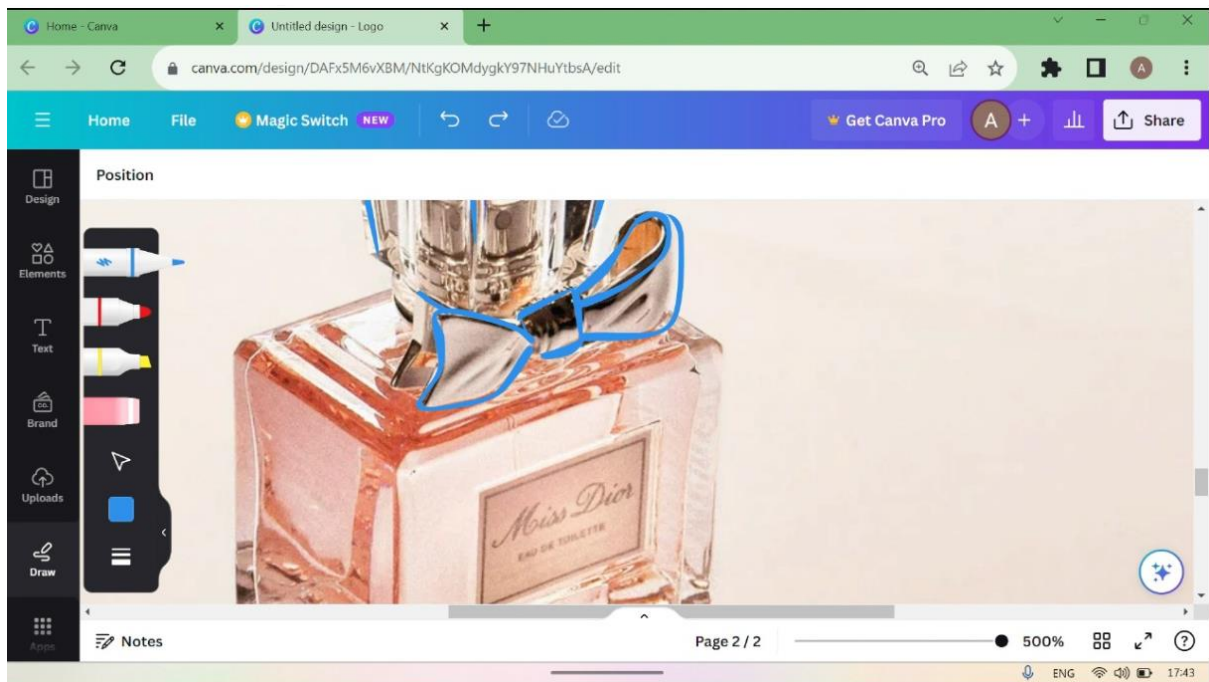 Home - Canva
Untitled design - Logo
canva.com/design/DAFx5M6vXBM/NtKgKOMdygkY97NHuYtbsA/edit
Home File Magic Switch NEW Get Canva Pro A Share
Position
Design
Elements
Text
Brand
Uploads
Draw
Apps
Miss Dior
EAU DE TOILETTE
Notes Page 2 / 2 500%
ENG 17:43